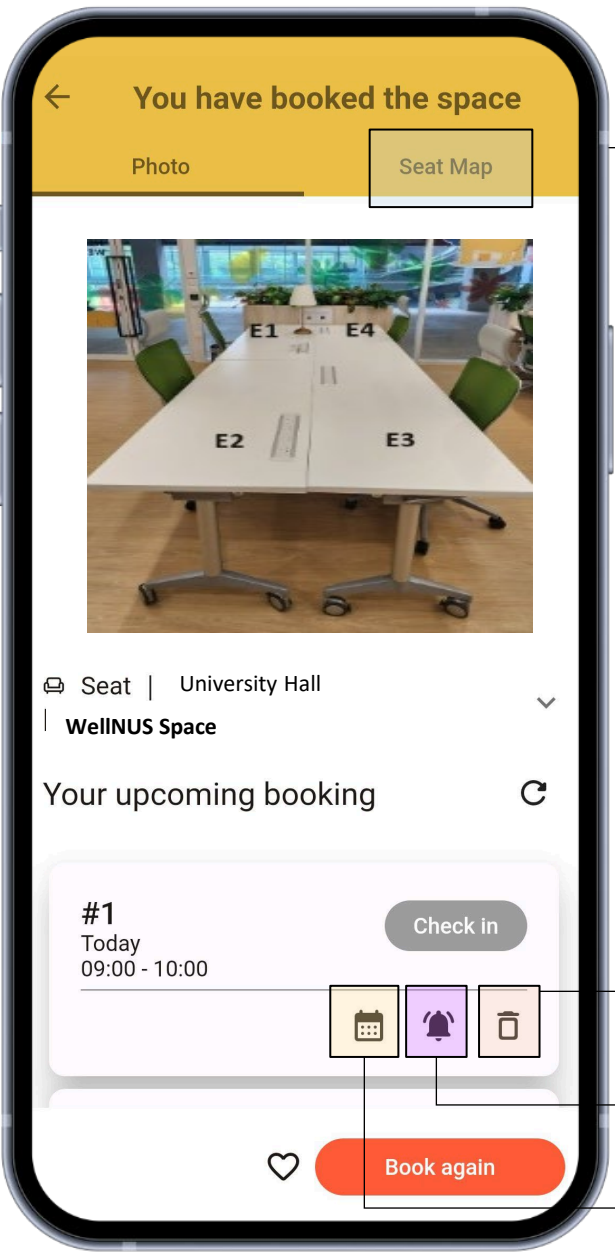 You have booked the space
Photo
Seat Map
E1
E4
E2
E3
Seat | University Hall
| WellNUS Space
Your upcoming booking
#1
Check in
Today
09:00 - 10:00
Book again